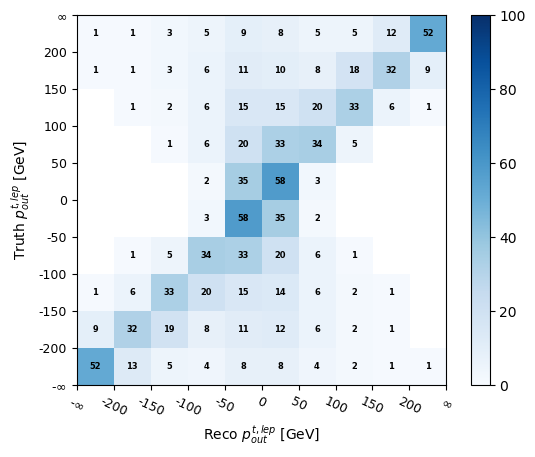 ∞ 1 1 3 5 9 8 5 5 12 52 100
200
1 1 3 6 11 10 8 18 32 9
150
1 2 6 15 15 20 33 6 1 80
100
1 6 20 33 34 5
50
2 35 58 3 60
0
3 58 35 2
-50
1 5 34 33 20 6 1 40
-100
1 6 33 20 15 14 6 2 1
-150
9 32 19 8 11 12 6 2 1 20
-200
52 13 5 4 8 8 4 2 1 1
-∞ 0
-∞ -200 -150 -100 -50 0 50 100 150 200 ∞
Truth p_{out}^{t,lep} [GeV]
Reco p_{out}^{t,lep} [GeV]